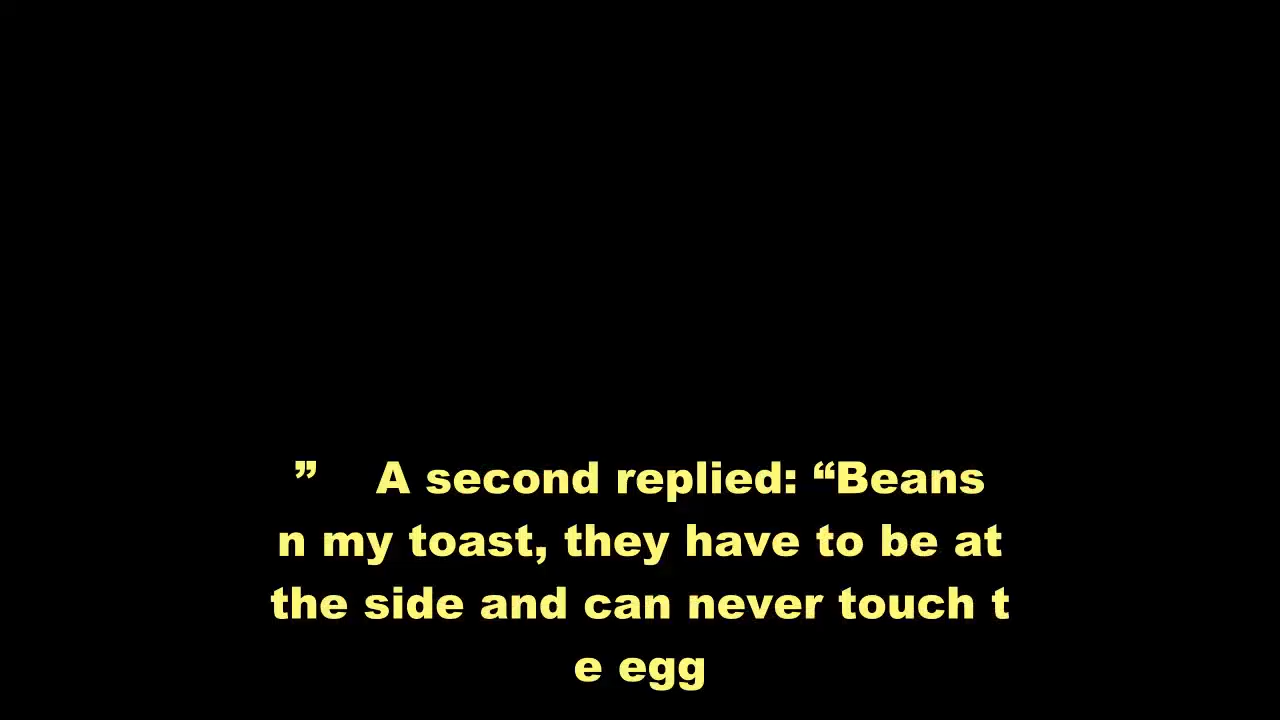 ”    A second replied: “Beans
n my toast, they have to be at
the side and can never touch t
e egg